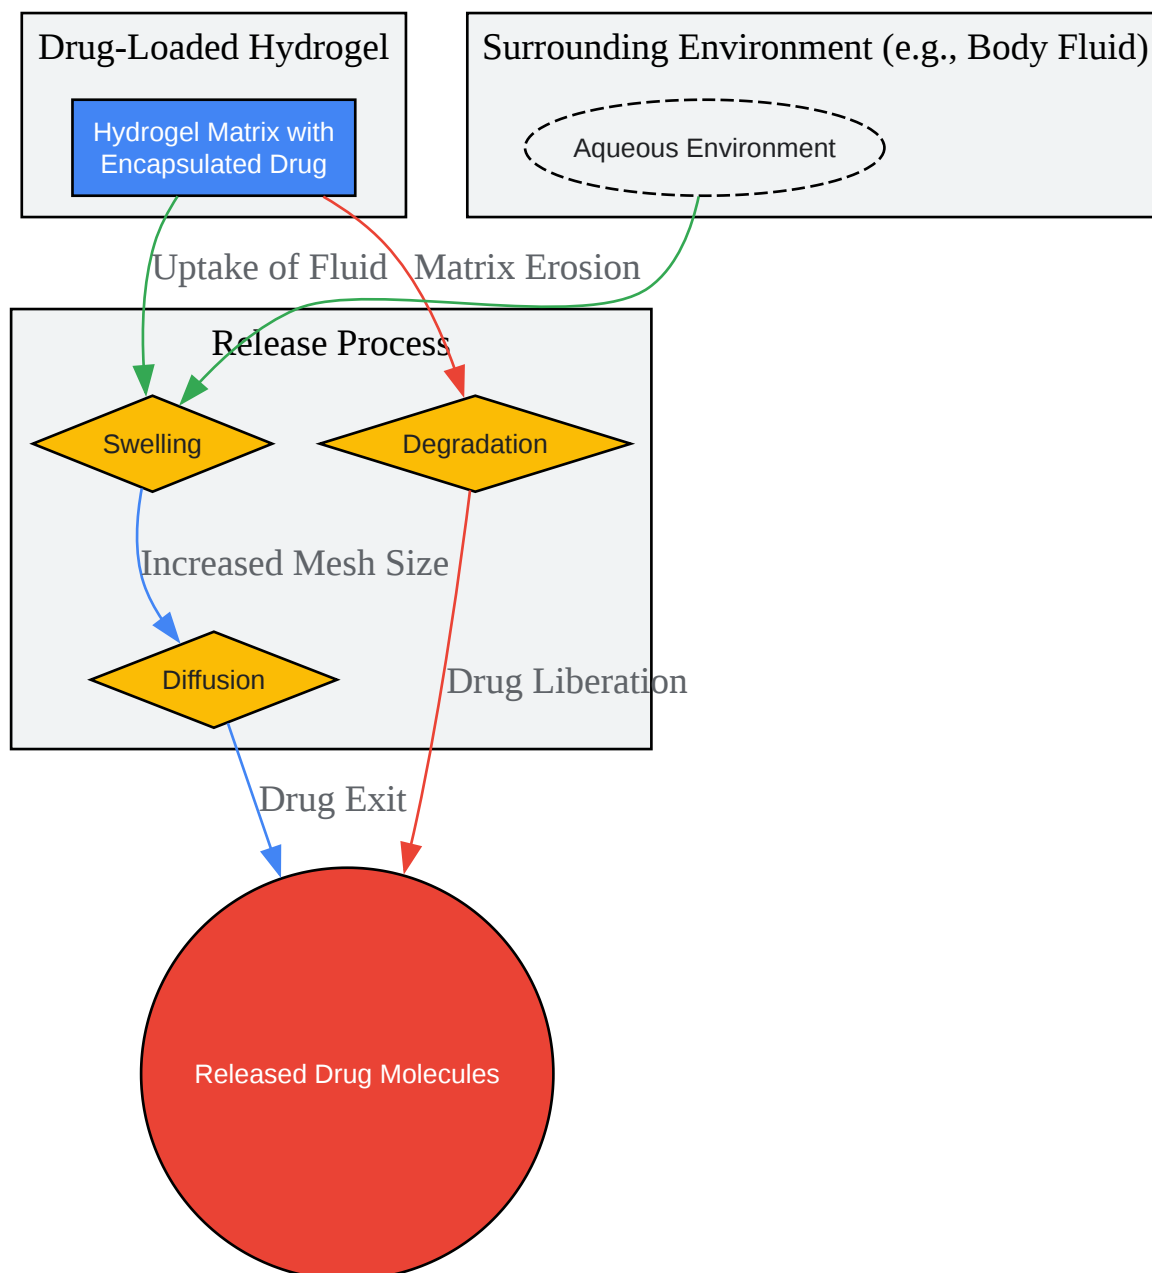 Drug-Loaded Hydrogel
Surrounding Environment (e.g., Body Fluid)
Hydrogel Matrix with
Encapsulated Drug
Aqueous Environment
Uptake of Fluid
Matrix Erosion
Release Process
Swelling
Degradation
Increased Mesh Size
Diffusion
Drug Liberation
Drug Exit
Released Drug Molecules